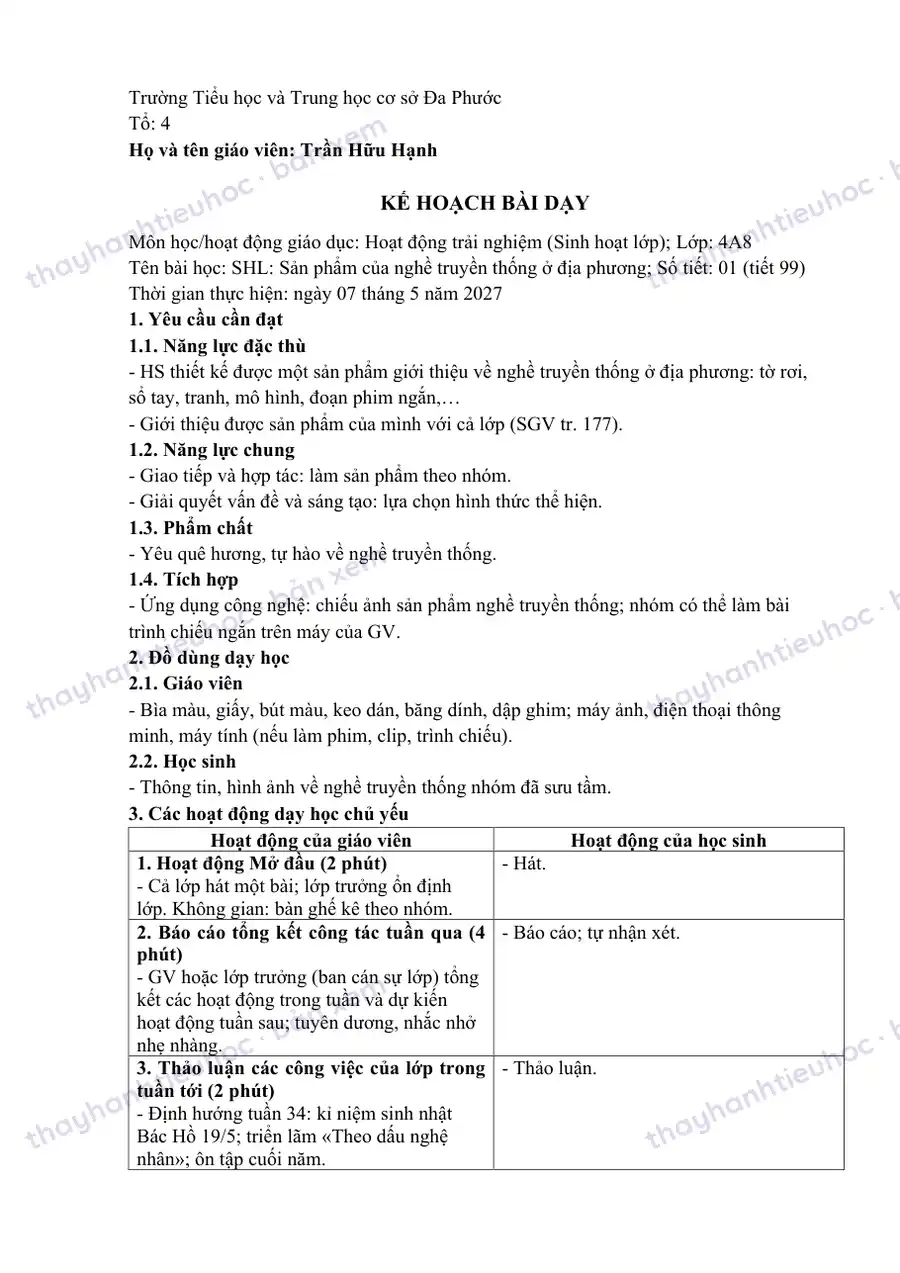 Trường Tiểu học và Trung học cơ sở Đa Phước
Tổ: 4
Họ và tên giáo viên: Trần Hữu Hạnh
KẾ HOẠCH BÀI DẠY
Môn học/hoạt động giáo dục: Hoạt động trải nghiệm (Sinh hoạt lớp); Lớp: 4A8
Tên bài học: SHL: Sản phẩm của nghề truyền thống ở địa phương; Số tiết: 01 (tiết 99)
Thời gian thực hiện: ngày 07 tháng 5 năm 2027
1. Yêu cầu cần đạt
1.1. Năng lực đặc thù
- HS thiết kế được một sản phẩm giới thiệu về nghề truyền thống ở địa phương: tờ rơi,
sổ tay, tranh, mô hình, đoạn phim ngắn,…
- Giới thiệu được sản phẩm của mình với cả lớp (SGV tr. 177).
1.2. Năng lực chung
- Giao tiếp và hợp tác: làm sản phẩm theo nhóm.
- Giải quyết vấn đề và sáng tạo: lựa chọn hình thức thể hiện.
1.3. Phẩm chất
- Yêu quê hương, tự hào về nghề truyền thống.
1.4. Tích hợp
- Ứng dụng công nghệ: chiếu ảnh sản phẩm nghề truyền thống; nhóm có thể làm bài
trình chiếu ngắn trên máy của GV.
2. Đồ dùng dạy học
2.1. Giáo viên
- Bìa màu, giấy, bút màu, keo dán, băng dính, dập ghim; máy ảnh, điện thoại thông
minh, máy tính (nếu làm phim, clip, trình chiếu).
2.2. Học sinh
- Thông tin, hình ảnh về nghề truyền thống nhóm đã sưu tầm.
3. Các hoạt động dạy học chủ yếu
Hoạt động của giáo viên
Hoạt động của học sinh
1. Hoạt động Mở đầu (2 phút)
- Cả lớp hát một bài; lớp trưởng ổn định
lớp. Không gian: bàn ghế kê theo nhóm.
- Hát.
2. Báo cáo tổng kết công tác tuần qua (4
phút)
- GV hoặc lớp trưởng (ban cán sự lớp) tổng
kết các hoạt động trong tuần và dự kiến
hoạt động tuần sau; tuyên dương, nhắc nhở
nhẹ nhàng.
- Báo cáo; tự nhận xét.
3. Thảo luận các công việc của lớp trong
tuần tới (2 phút)
- Định hướng tuần 34: kỉ niệm sinh nhật
Bác Hồ 19/5; triển lãm «Theo dấu nghệ
nhân»; ôn tập cuối năm.
- Thảo luận.
thayhanhtieuhoc · bản xem
thayhanhtieuhoc · b
thayhanhtieuhoc · bản xem
thayhanhtieuhoc · b
thayhanhtieuhoc · bản xem
thayhanhtieuhoc · b